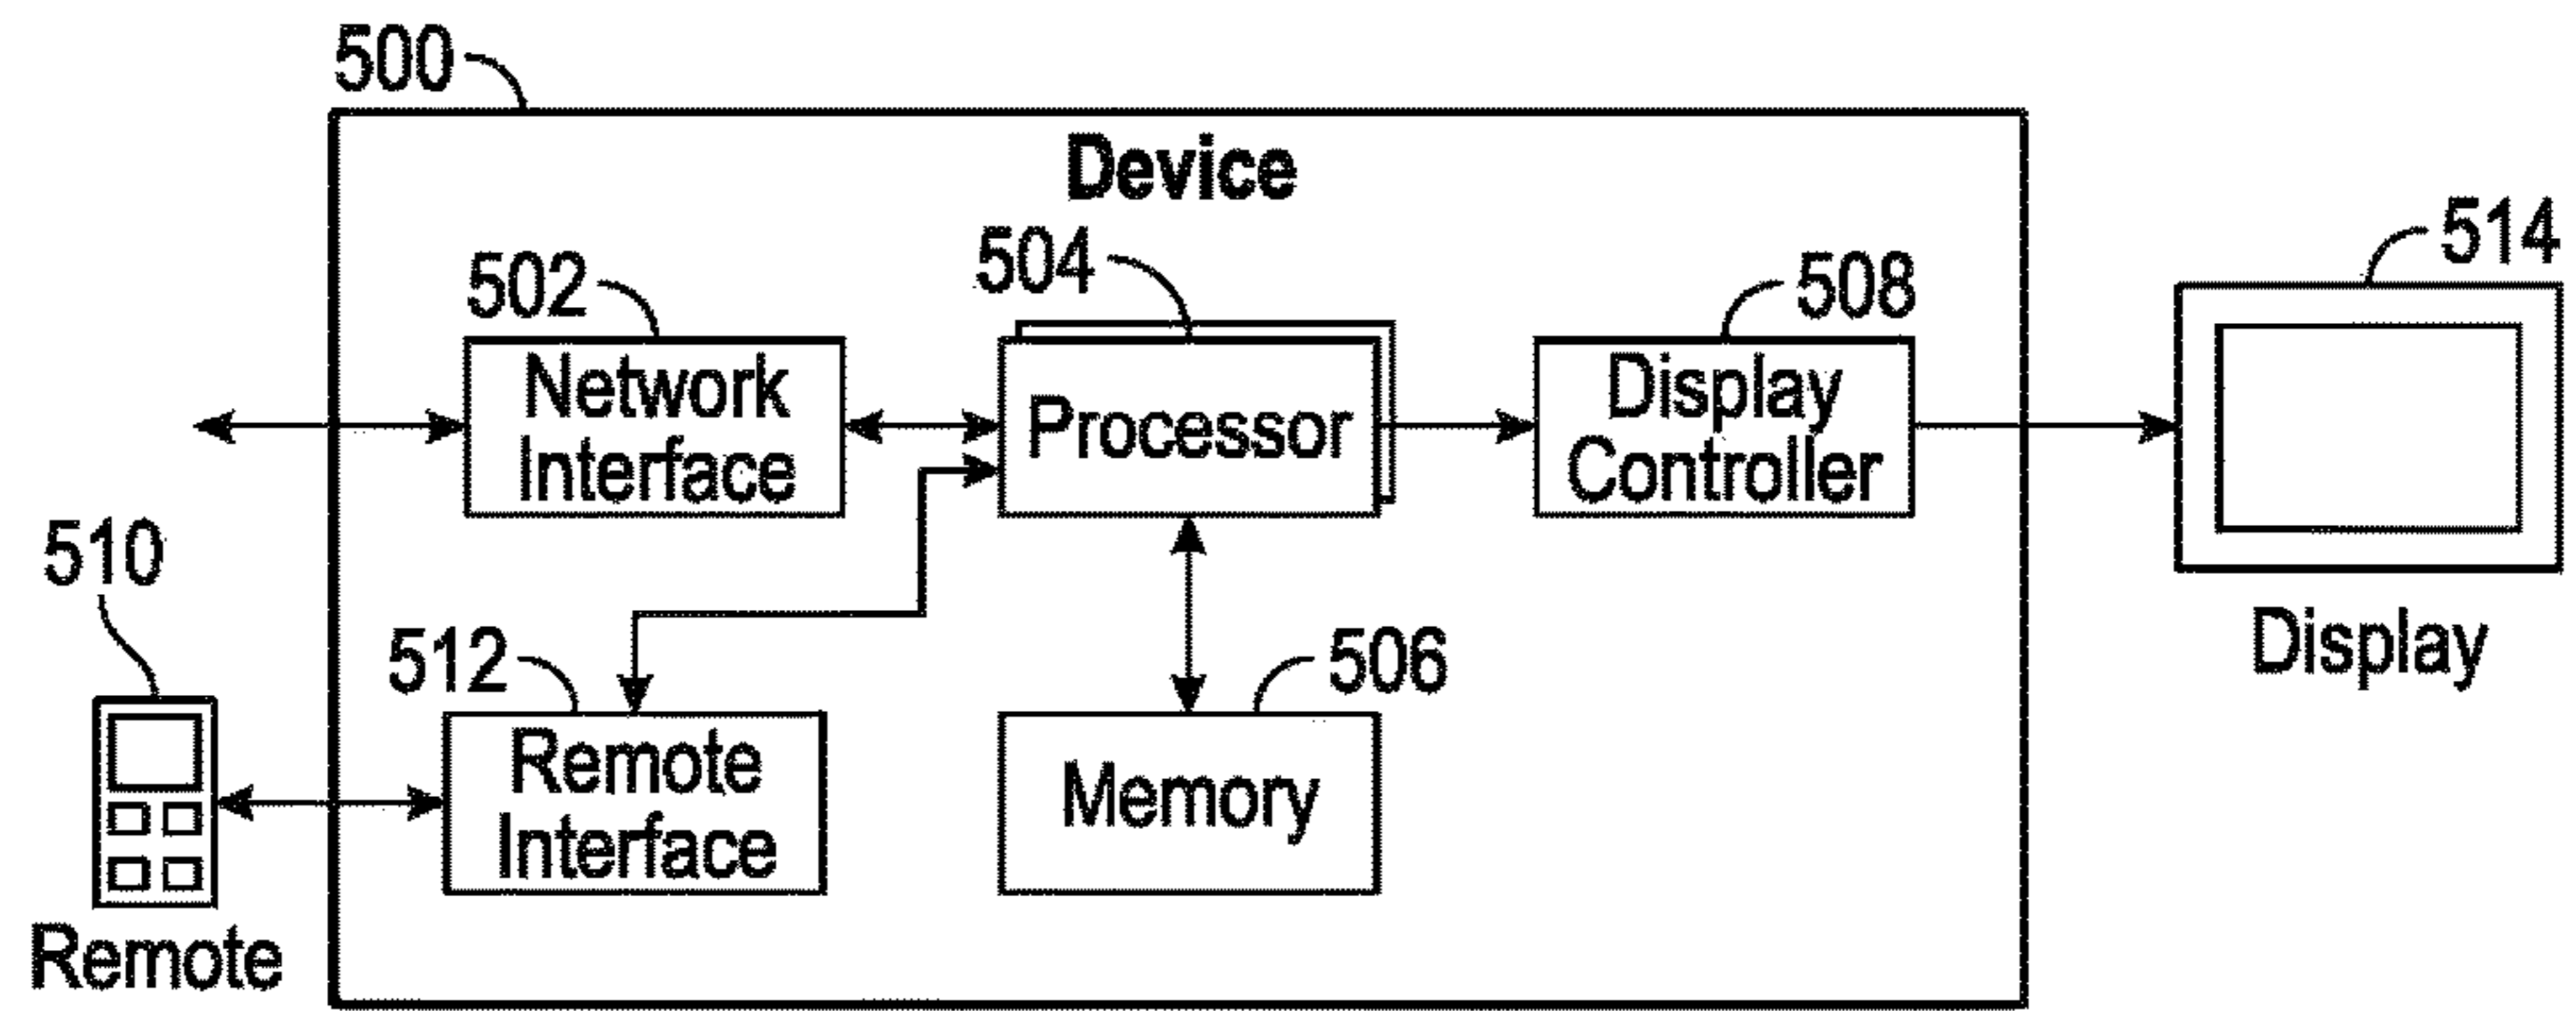 500
Device
514
504
502
508
Network
Interface
Processor
Display
Controller
510
Display
512
506
Remote
Interface
Memory
Remote